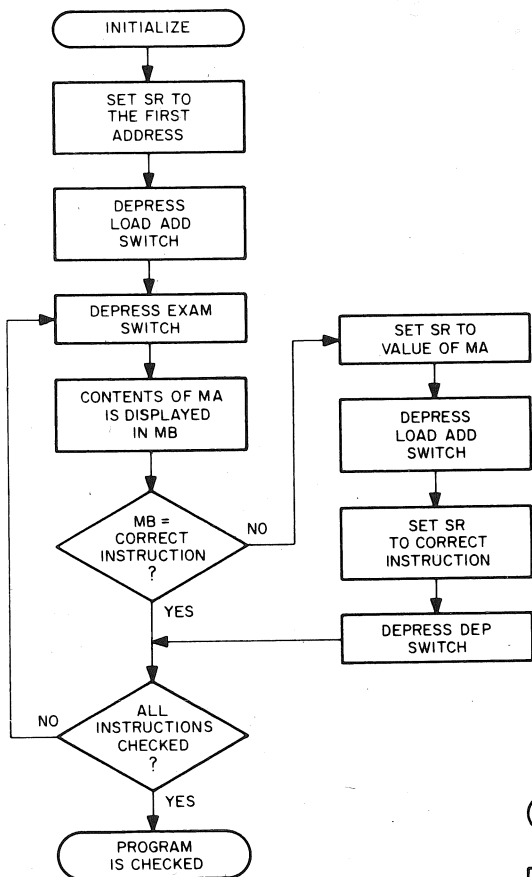 INITIALIZE
SET SR TO
THE FIRST
ADDRESS
DEPRESS
LOAD ADD
SWITCH
DEPRESS EXAM
SWITCH
CONTENTS OF MA
IS DISPLAYED
IN MB
MB =
CORRECT
INSTRUCTION
?
NO
YES
SET SR TO
VALUE OF MA
DEPRESS
LOAD ADD
SWITCH
SET SR
TO CORRECT
INSTRUCTION
DEPRESS DEP
SWITCH
ALL
INSTRUCTIONS
CHECKED
?
NO
YES
PROGRAM
IS CHECKED